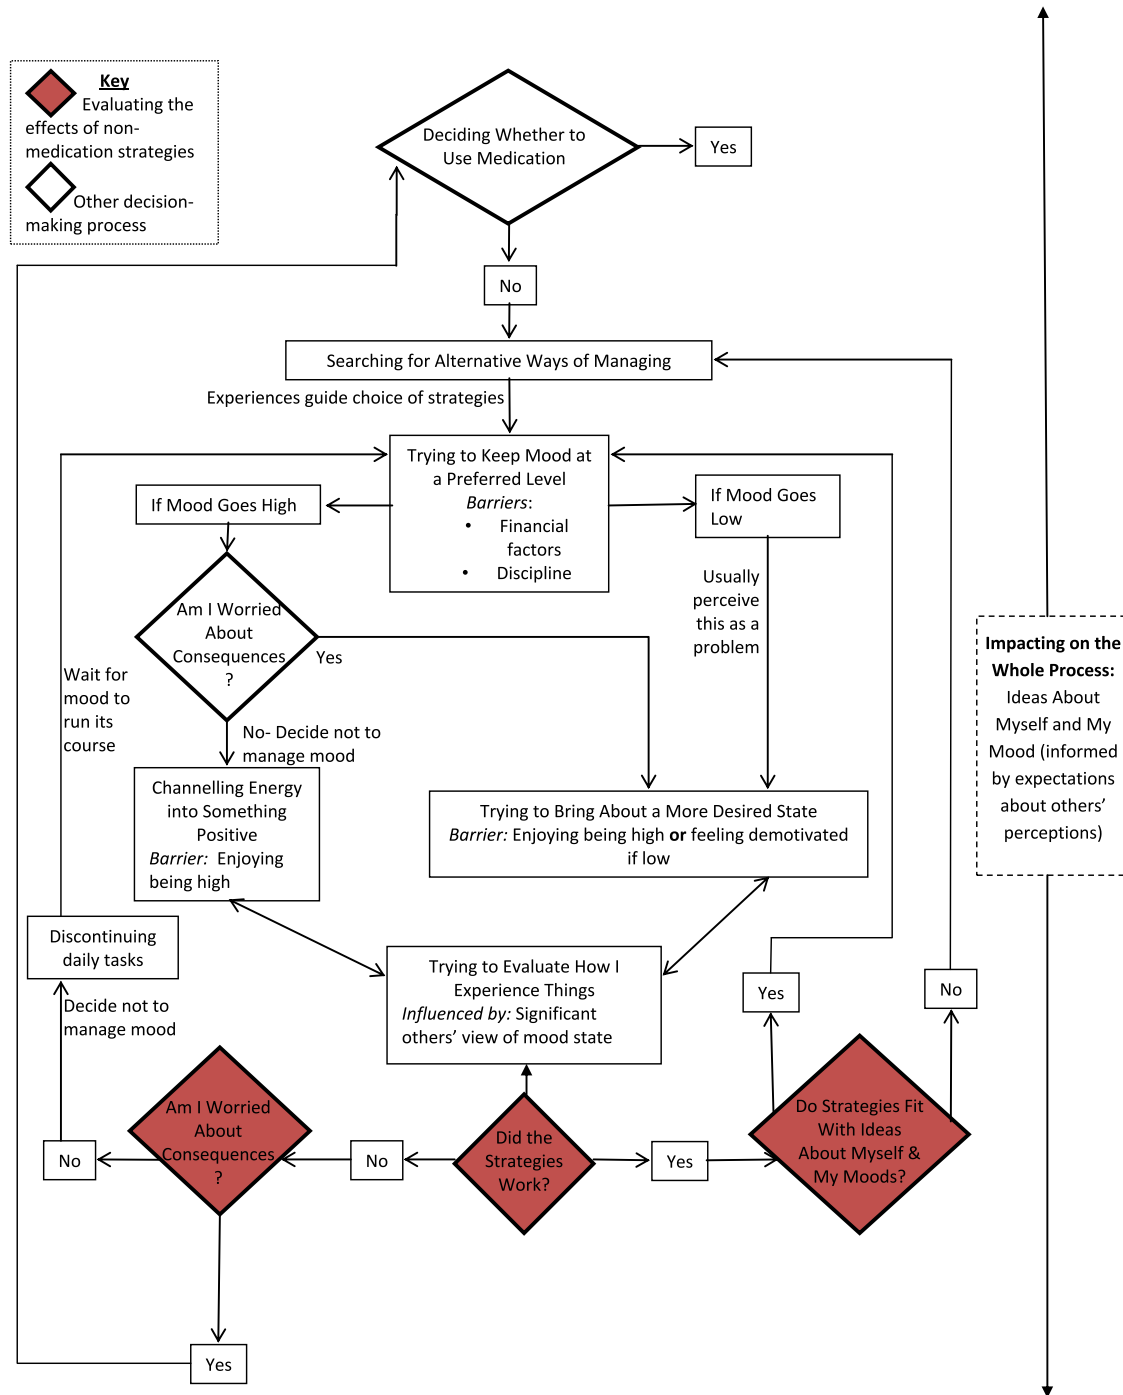 Key
Evaluating the
effects of non-
medication strategies
Other decision-
making process
Deciding Whether to
Use Medication
Yes
No
Searching for Alternative Ways of Managing
Experiences guide choice of strategies
Trying to Keep Mood at
a Preferred Level
Barriers:
• Financial
factors
• Discipline
If Mood Goes High
If Mood Goes
Low
Usually
perceive
this as a
problem
Am I Worried
About
Consequences
?
Yes
No- Decide not to
manage mood
Wait for
mood to
run its
course
Channelling Energy
into Something
Positive
Barrier: Enjoying
being high
Trying to Bring About a More Desired State
Barrier: Enjoying being high or feeling demotivated
if low
Impacting on the
Whole Process:
Ideas About
Myself and My
Mood (informed
by expectations
about others’
perceptions)
Discontinuing
daily tasks
Decide not to
manage mood
Trying to Evaluate How I
Experience Things
Influenced by: Significant
others’ view of mood state
Yes
No
Am I Worried
About
Consequences
?
No
No
Did the
Strategies
Work?
Yes
Do Strategies Fit
With Ideas
About Myself &
My Moods?
Yes